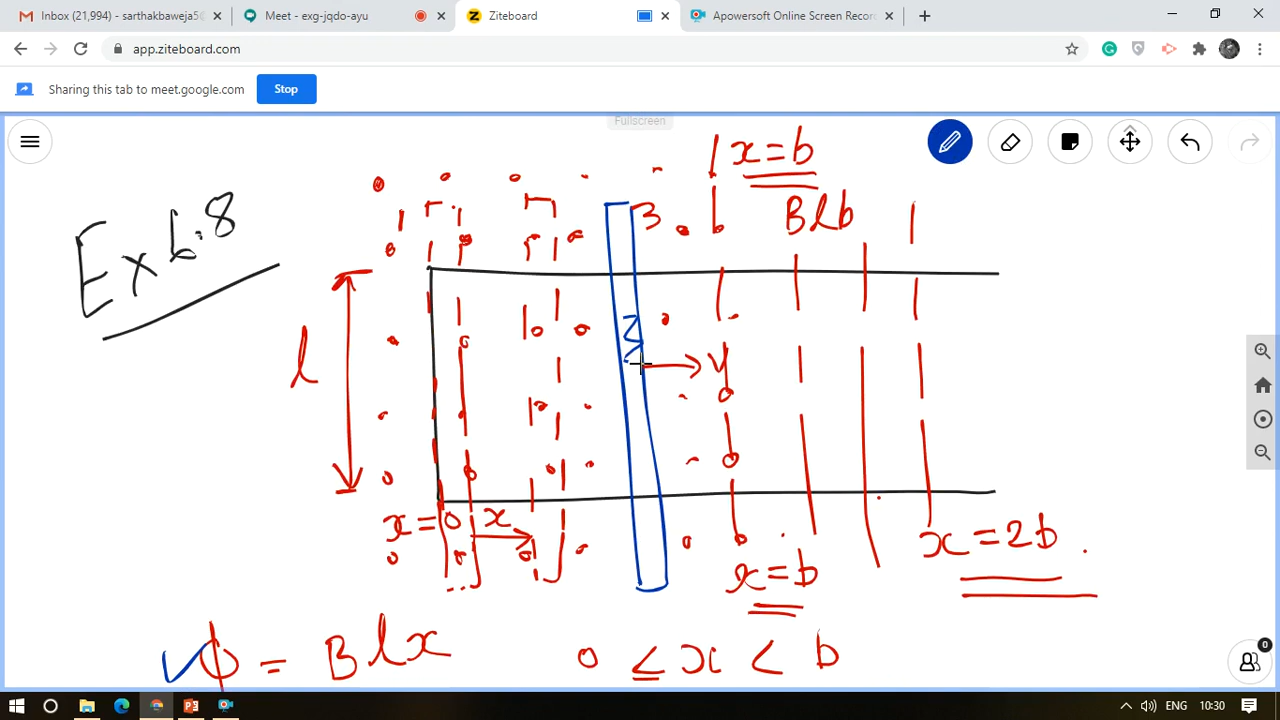 Inbox (21,994) - sarthakbaweja5
Meet - exg-jqdo-ayu
Ziteboard
Apowersoft Online Screen Recor
app.ziteboard.com
Sharing this tab to meet.google.com
Stop
Fullscreen
x=b
Ex 6.8
Blb
l
v
x=0
x
x=b
x=2b
ϕ = Blx 0 ≤ x < b
0
ENG
10:30